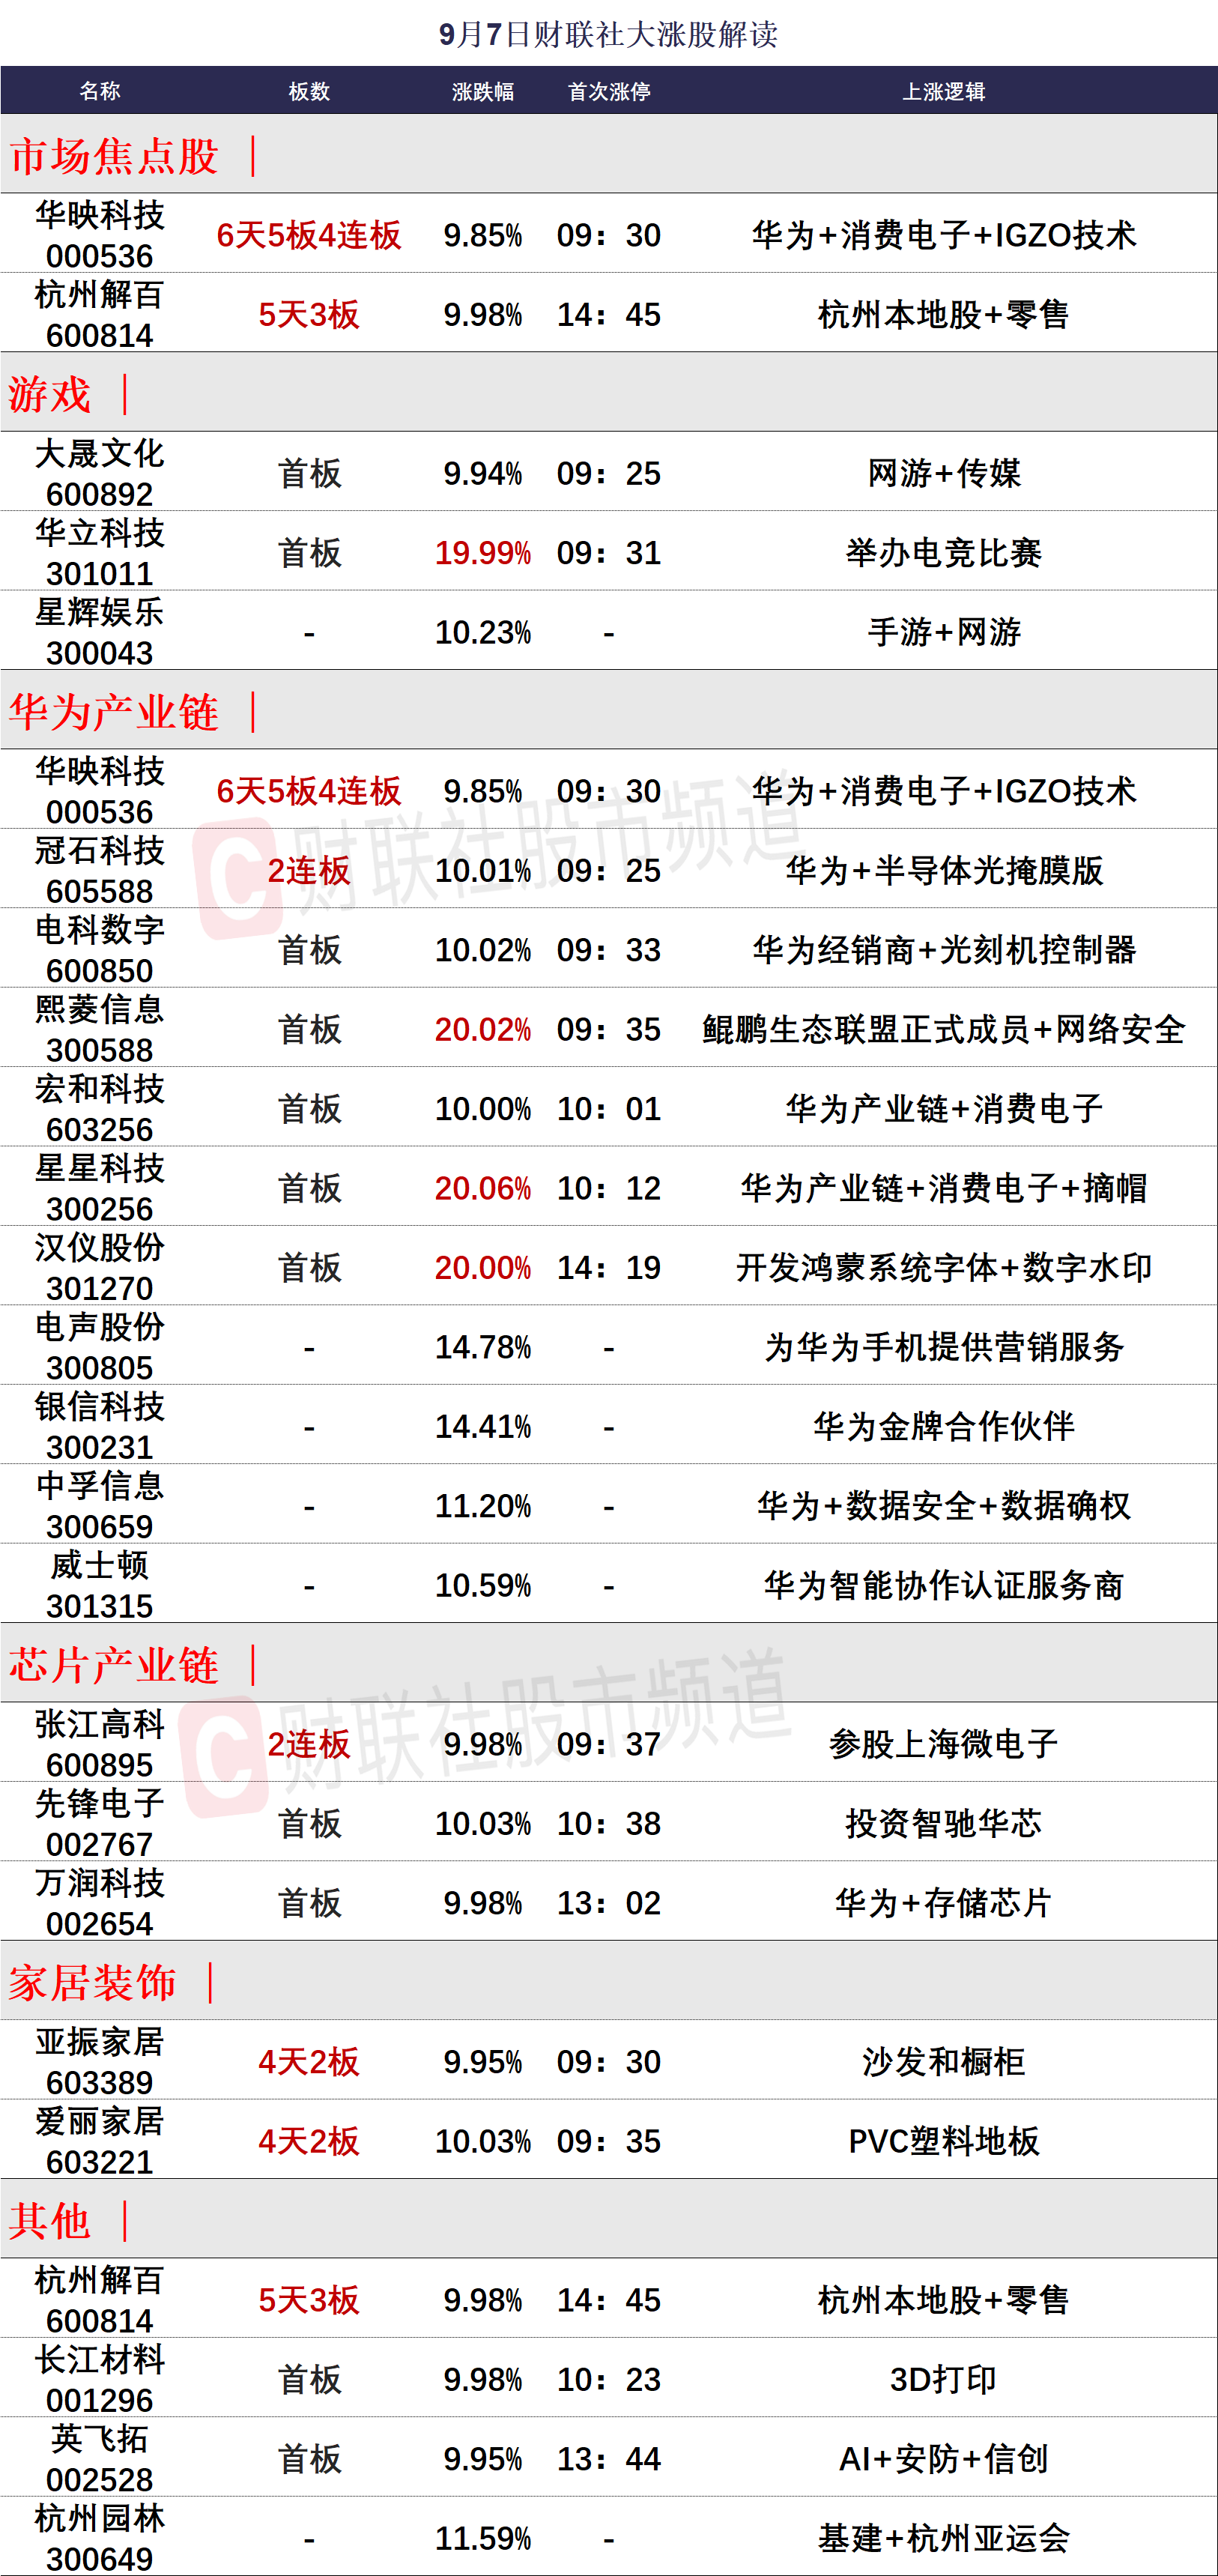 9月7日财联社大涨股解读
名称 板数 涨跌幅 首次涨停 上涨逻辑
市场焦点股 ｜
华映科技
000536 6天5板4连板 9.85% 09：30 华为+消费电子+IGZO技术
杭州解百
600814 5天3板 9.98% 14：45 杭州本地股+零售
游戏 ｜
大晟文化
600892 首板 9.94% 09：25 网游+传媒
华立科技
301011 首板 19.99% 09：31 举办电竞比赛
星辉娱乐
300043 - 10.23% - 手游+网游
华为产业链 ｜
华映科技
000536 6天5板4连板 9.85% 09：30 华为+消费电子+IGZO技术
冠石科技
605588 2连板 10.01% 09：25 华为+半导体光掩膜版
电科数字
600850 首板 10.02% 09：33 华为经销商+光刻机控制器
熙菱信息
300588 首板 20.02% 09：35 鲲鹏生态联盟正式成员+网络安全
宏和科技
603256 首板 10.00% 10：01 华为产业链+消费电子
星星科技
300256 首板 20.06% 10：12 华为产业链+消费电子+摘帽
汉仪股份
301270 首板 20.00% 14：19 开发鸿蒙系统字体+数字水印
电声股份
300805 - 14.78% - 为华为手机提供营销服务
银信科技
300231 - 14.41% - 华为金牌合作伙伴
中孚信息
300659 - 11.20% - 华为+数据安全+数据确权
威士顿
301315 - 10.59% - 华为智能协作认证服务商
C 财联社股市频道
芯片产业链 ｜
张江高科
600895 2连板 9.98% 09：37 参股上海微电子
先锋电子
002767 首板 10.03% 10：38 投资智驰华芯
万润科技
002654 首板 9.98% 13：02 华为+存储芯片
C 财联社股市频道
家居装饰 ｜
亚振家居
603389 4天2板 9.95% 09：30 沙发和橱柜
爱丽家居
603221 4天2板 10.03% 09：35 PVC塑料地板
其他 ｜
杭州解百
600814 5天3板 9.98% 14：45 杭州本地股+零售
长江材料
001296 首板 9.98% 10：23 3D打印
英飞拓
002528 首板 9.95% 13：44 AI+安防+信创
杭州园林
300649 - 11.59% - 基建+杭州亚运会